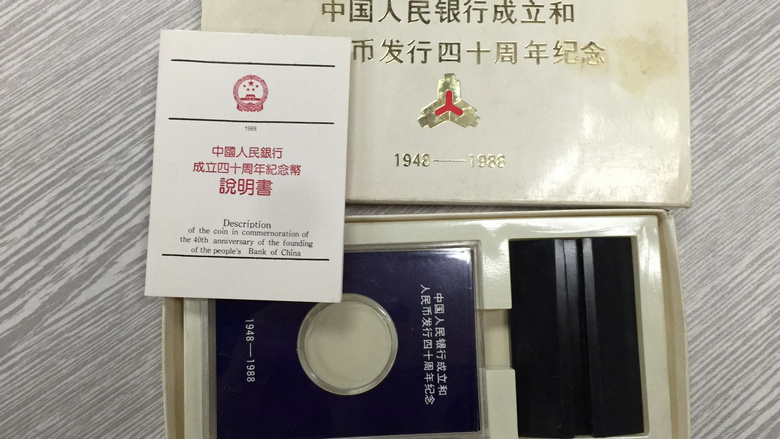 中国人民银行成立和
币发行四十周年纪念
1948——1988
1988
中國人民銀行
成立四十周年紀念幣
說明書
Description
of the coin in commemoration of
the 40th anniversary of the founding
of the people's Bank of China
中国人民银行成立和
人民币发行四十周年纪念
1948——1988